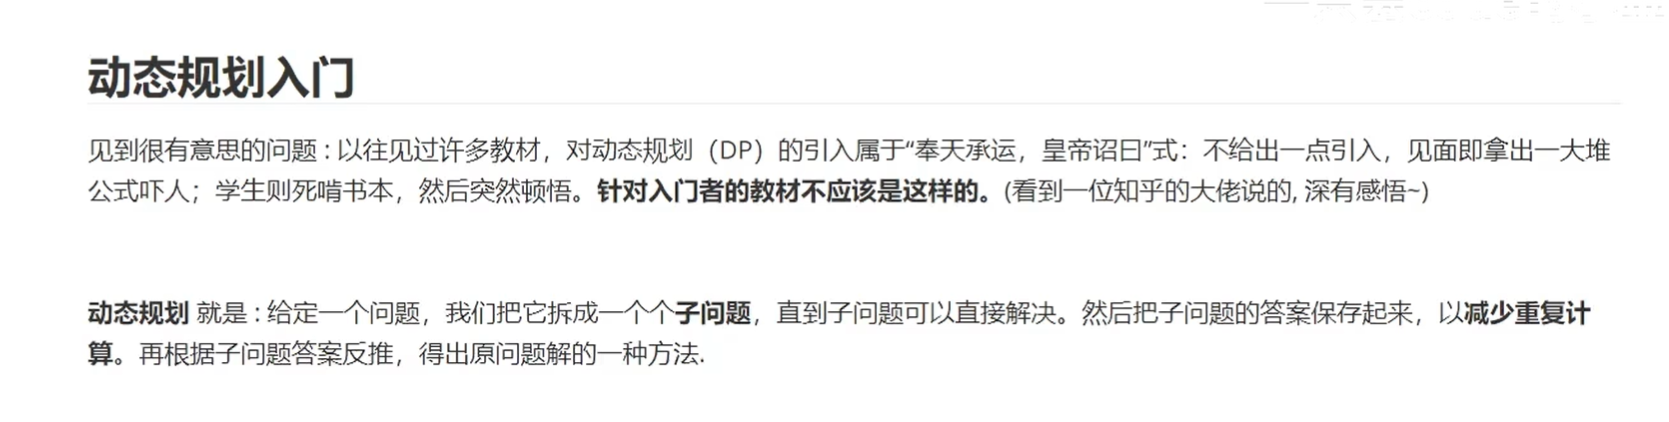 动态规划入门
见到很有意思的问题 : 以往见过许多教材，对动态规划（DP）的引入属于“奉天承运，皇帝诏曰”式：不给出一点引入，见面即拿出一大堆
公式吓人；学生则死啃书本，然后突然顿悟。针对入门者的教材不应该是这样的。(看到一位知乎的大佬说的, 深有感悟~)
动态规划 就是 : 给定一个问题，我们把它拆成一个个子问题，直到子问题可以直接解决。然后把子问题的答案保存起来，以减少重复计
算。再根据子问题答案反推，得出原问题解的一种方法.